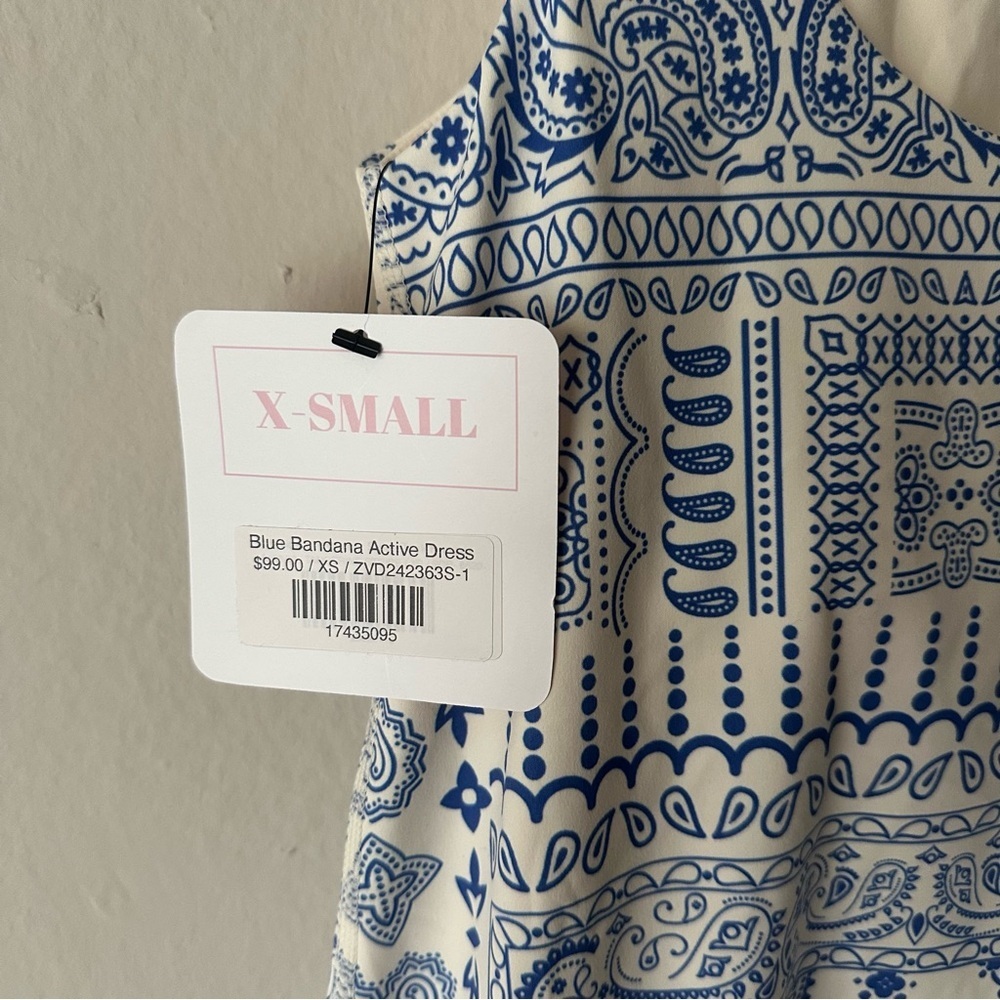 X-SMALL
Blue Bandana Active Dress
$99.00 / XS / ZVD242363S-1
17435095